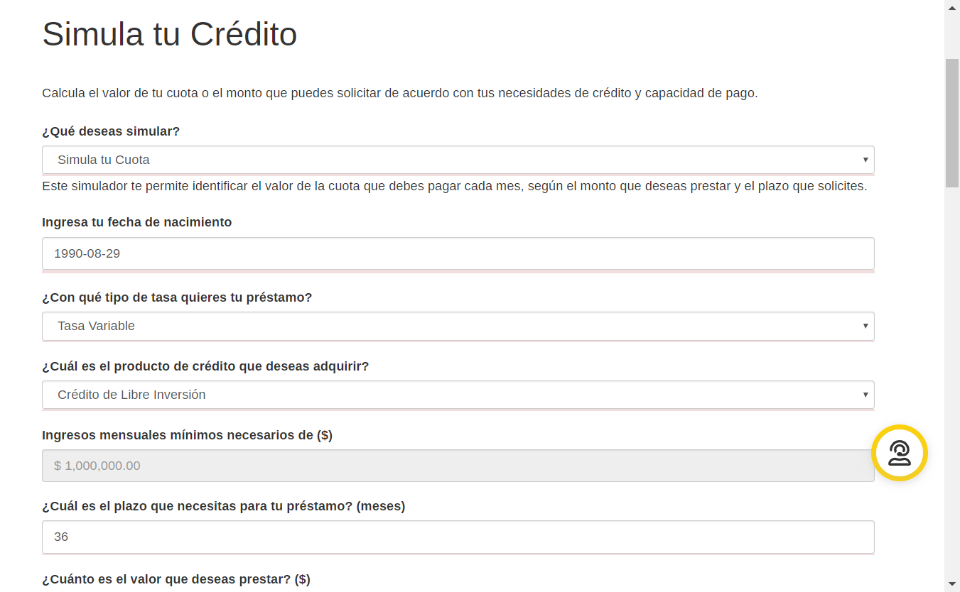 Simula tu Crédito
Calcula el valor de tu cuota o el monto que puedes solicitar de acuerdo con tus necesidades de crédito y capacidad de pago.
¿Qué deseas simular?
Simula tu Cuota
Este simulador te permite identificar el valor de la cuota que debes pagar cada mes, según el monto que deseas prestar y el plazo que solicites.
Ingresa tu fecha de nacimiento
1990-08-29
¿Con qué tipo de tasa quieres tu préstamo?
Tasa Variable
¿Cuál es el producto de crédito que deseas adquirir?
Crédito de Libre Inversión
Ingresos mensuales mínimos necesarios de ($)
$ 1,000,000.00
¿Cuál es el plazo que necesitas para tu préstamo? (meses)
36
¿Cuánto es el valor que deseas prestar? ($)